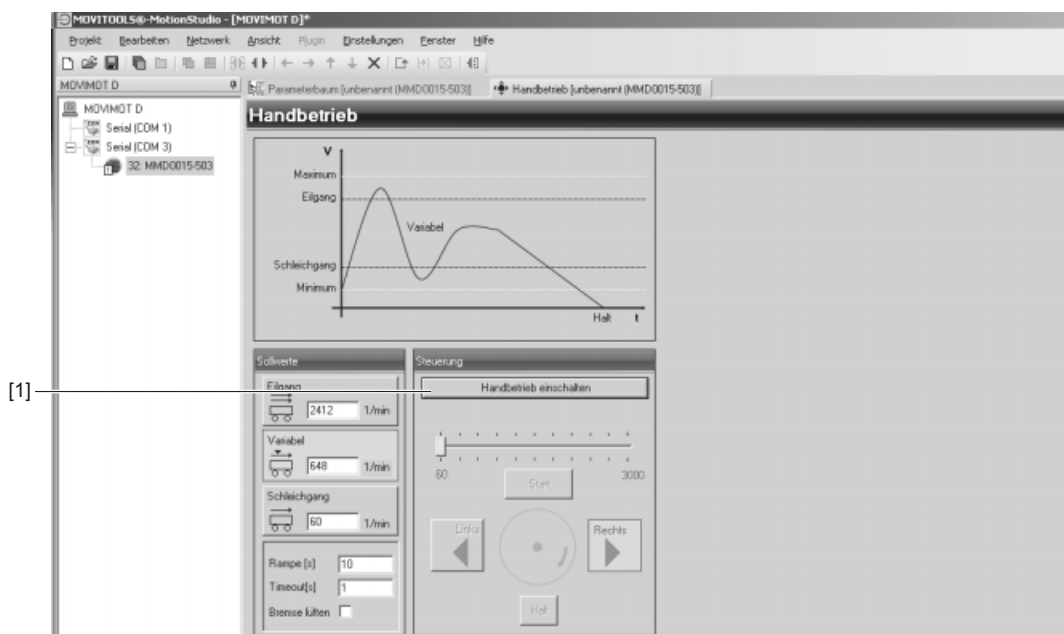 MOVITOOLS®-MotionStudio - [MOVIMOT D]*
Projekt Bearbeiten Netzwerk Ansicht Plugin Einstellungen Fenster Hilfe
MOVIMOT D
Parameterbaum [unbenannt (MMD0015-503)]
Handbetrieb [unbenannt (MMD0015-503)]
MOVIMOT D
Serial (COM 1)
Serial (COM 3)
32: MMD0015-503
Handbetrieb
V
Maximum
Eilgang
Variabel
Schleichgang
Minimum
Halt t
Sollwerte
Eilgang
2412 1/min
Variabel
648 1/min
Schleichgang
60 1/min
Rampe [s] 10
Timeout[s] 1
Bremse lüften
Steuerung
[1]
Handbetrieb einschalten
60 3000
Start
Links
Rechts
Halt